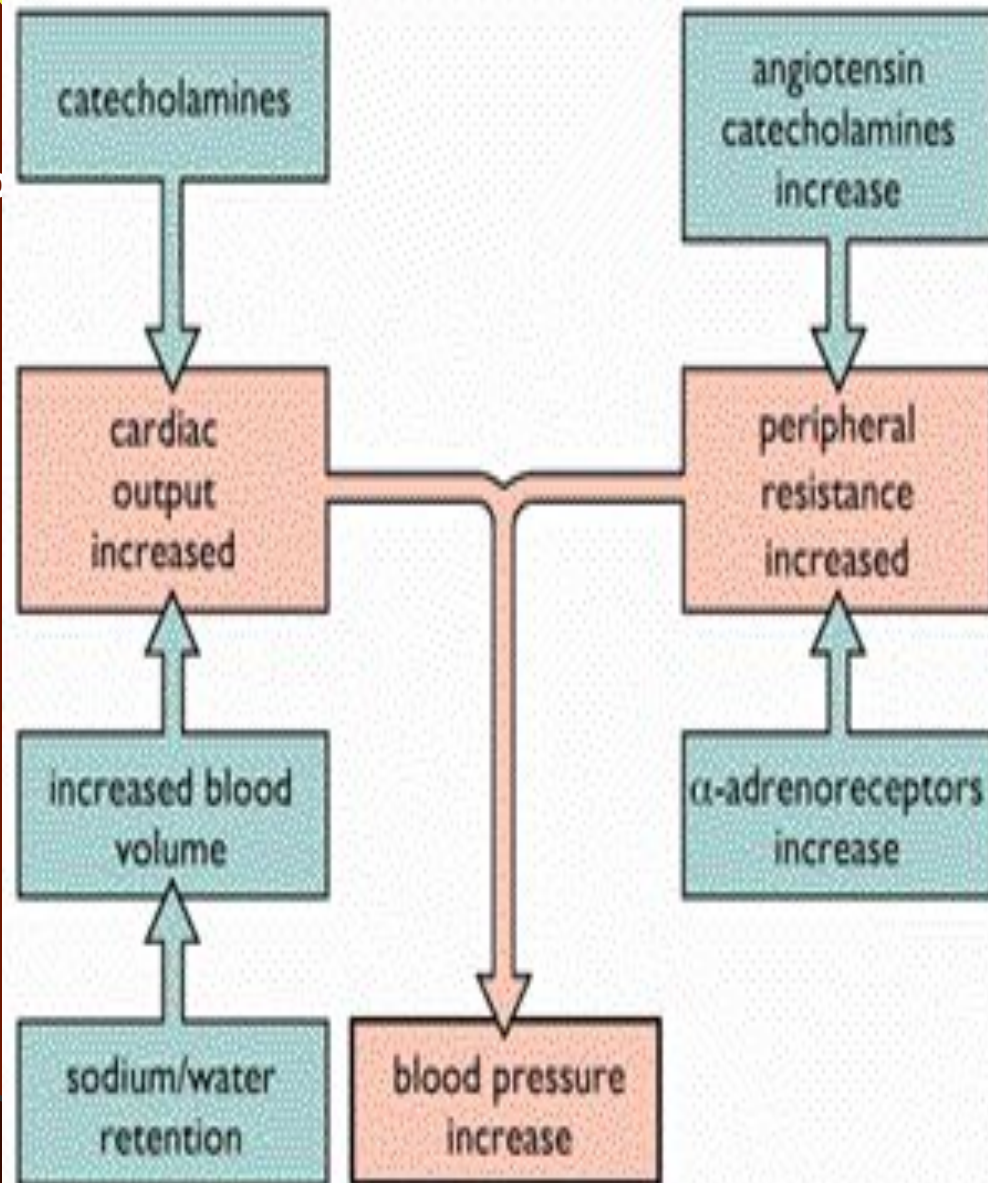 catecholamines
angiotensin
catecholamines
increase
cardiac
output
increased
peripheral
resistance
increased
increased blood
volume
α-adrenoreceptors
increase
sodium/water
retention
blood pressure
increase